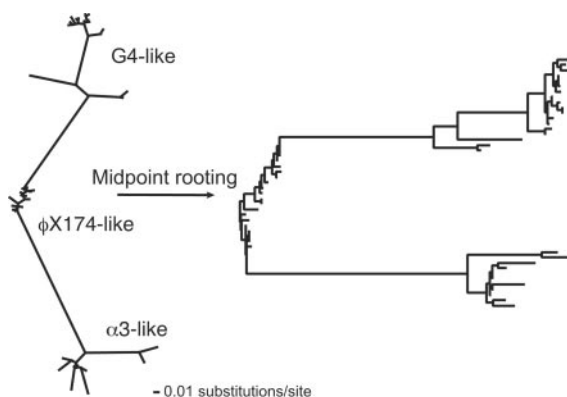 G4-like
Midpoint rooting
ϕX174-like
α3-like
0.01 substitutions/site